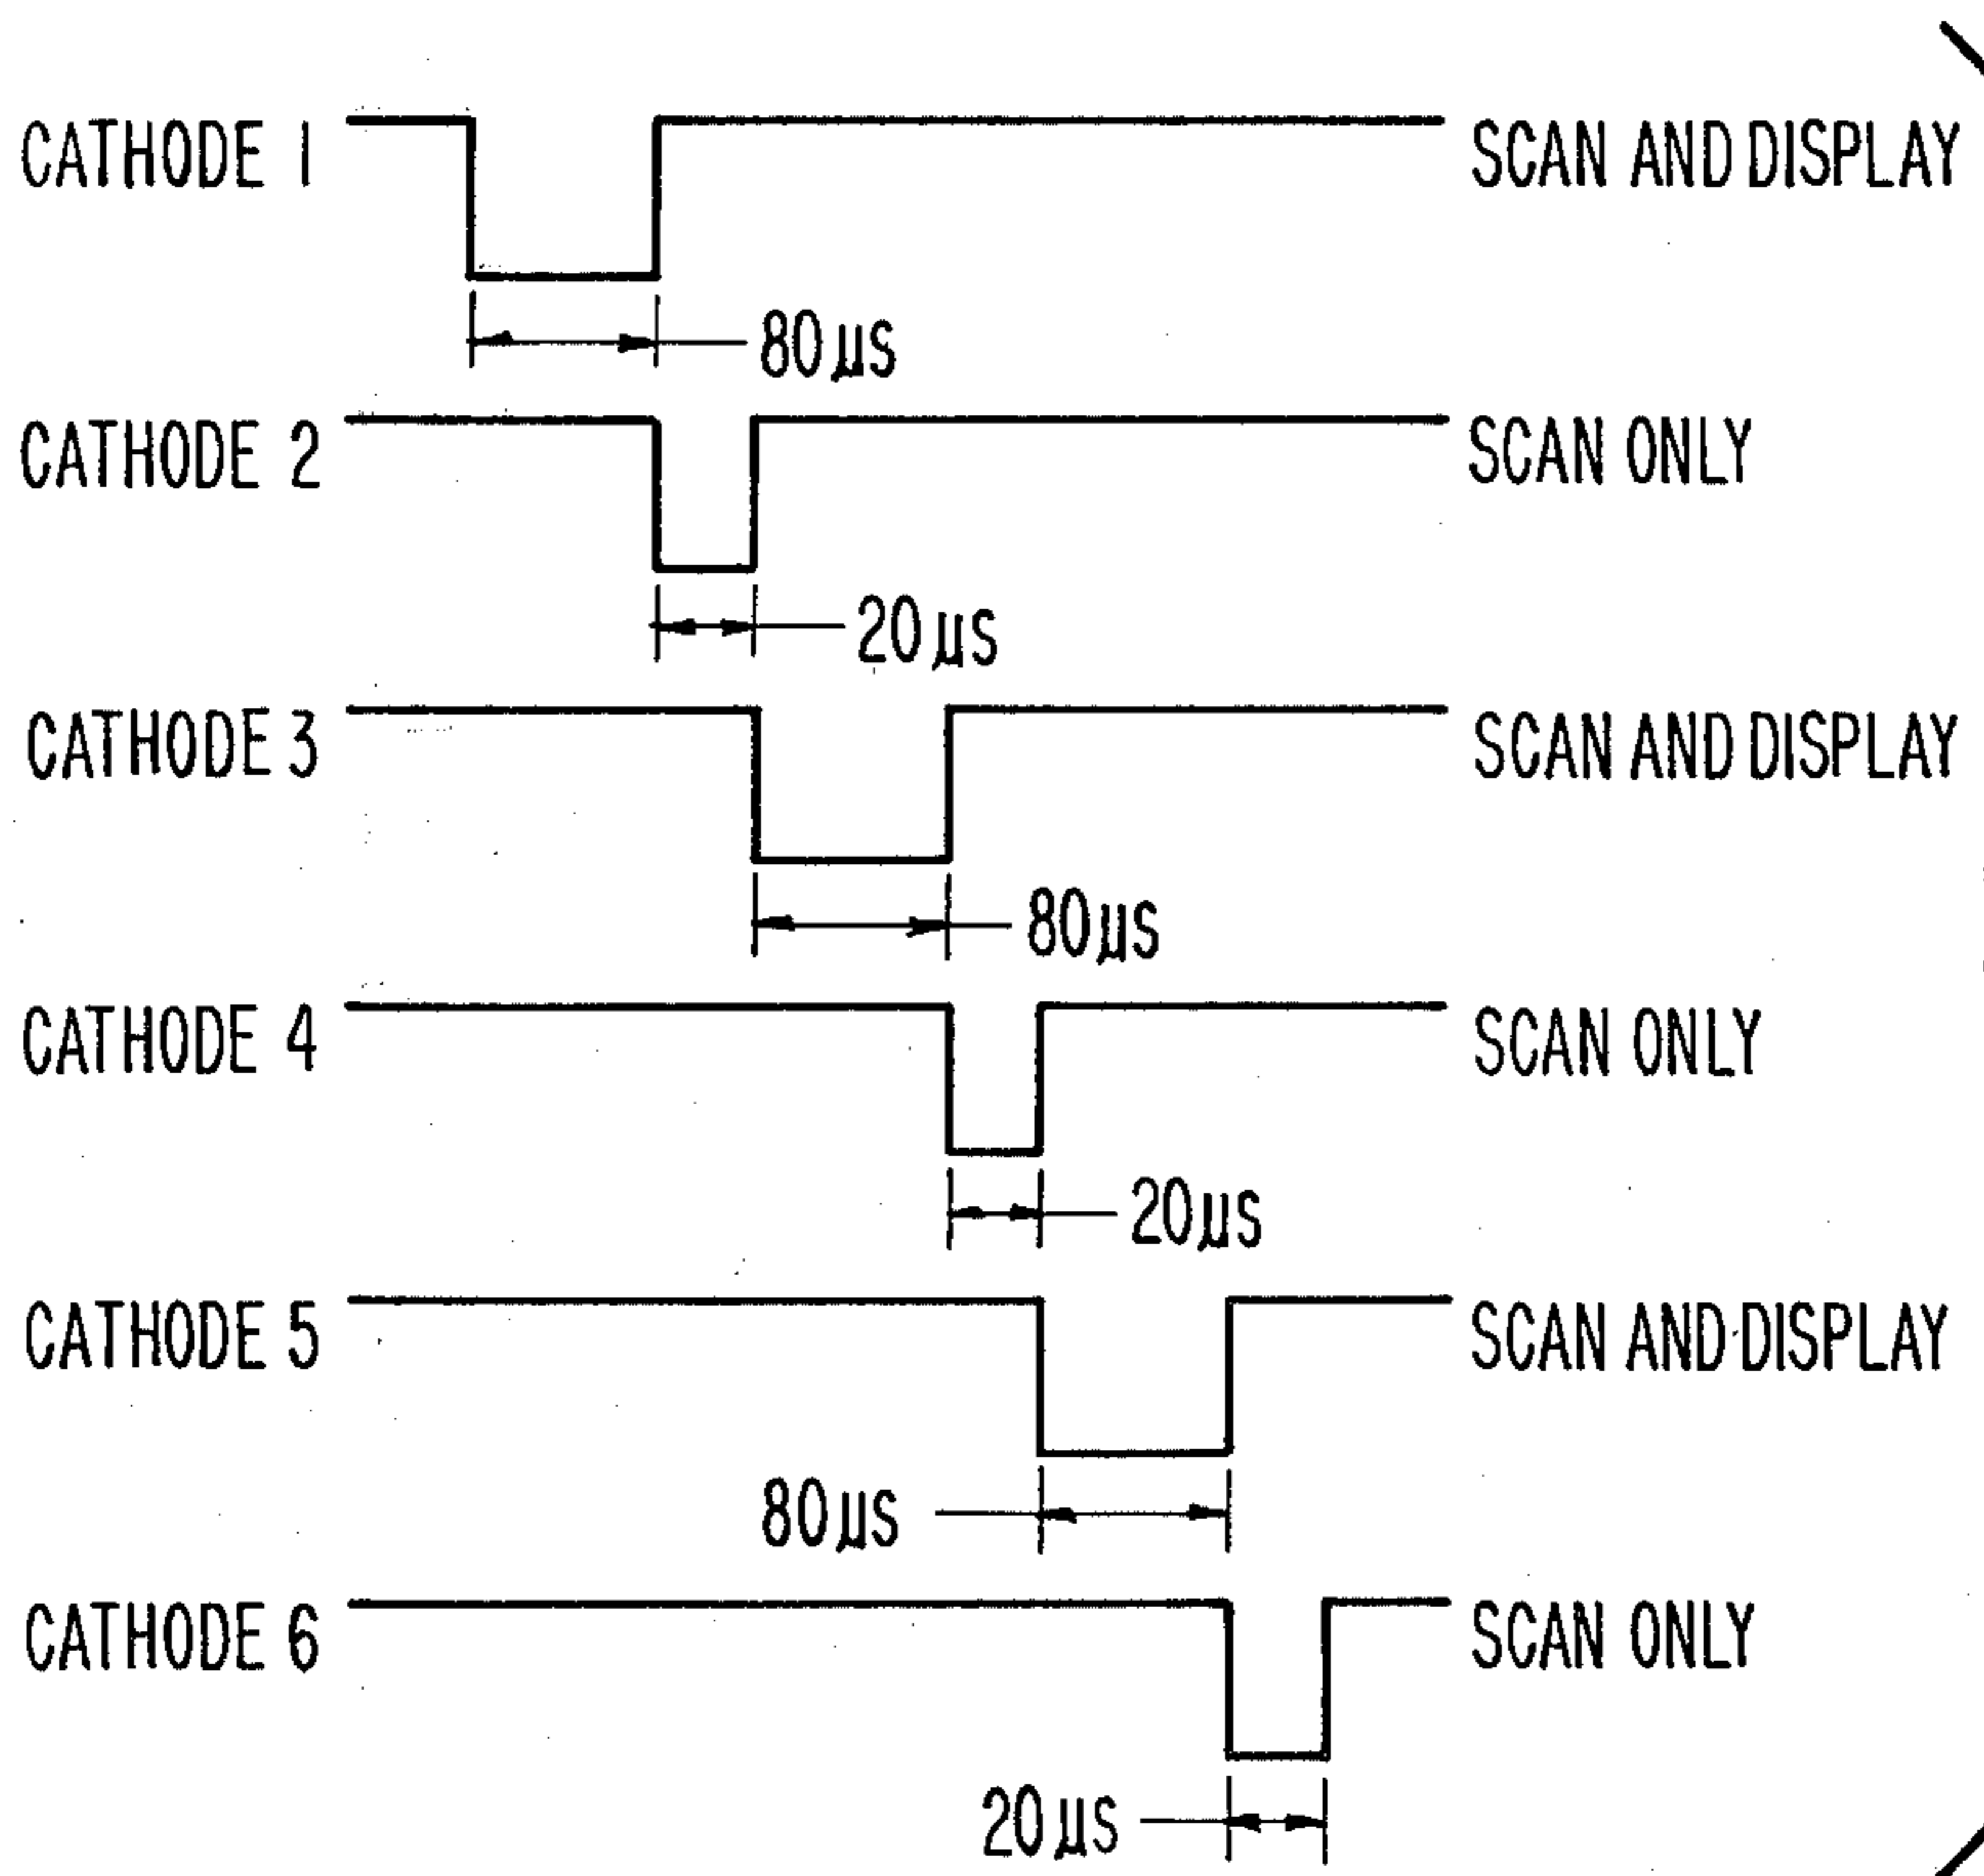 CATHODE 1 SCAN AND DISPLAY
80µs
CATHODE 2 SCAN ONLY
20µs
CATHODE 3 SCAN AND DISPLAY
80µs
CATHODE 4 SCAN ONLY
20µs
CATHODE 5 SCAN AND DISPLAY
80µs
CATHODE 6 SCAN ONLY
20µs